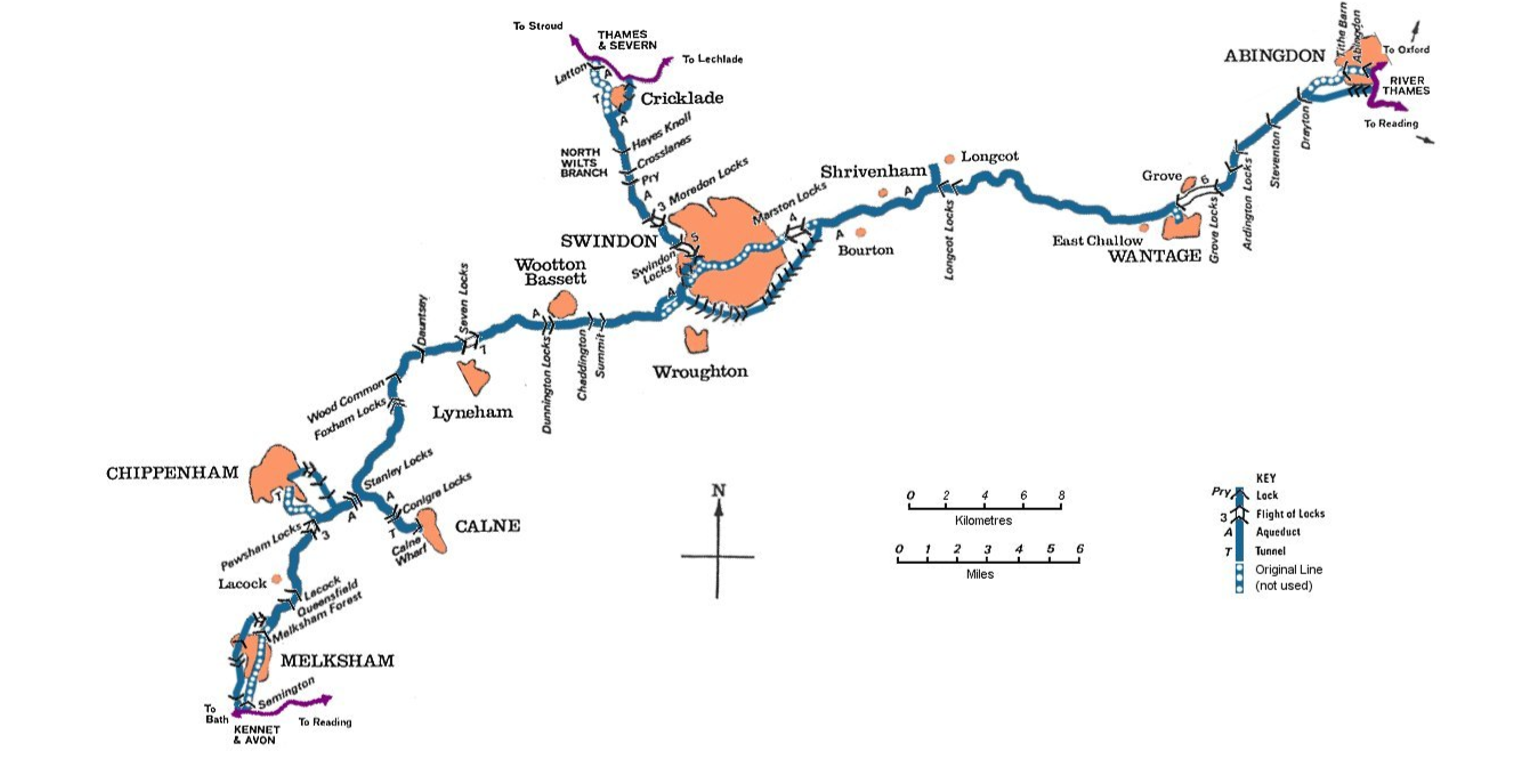 To Stroud
THAMES
& SEVERN
To Lechlade
Latton
A
T
Cricklade
A
Hayes Knoll
Crosslanes
NORTH
WILTS
BRANCH
Pry
A
3
Moredon Locks
SWINDON
5
Swindon
Locks
A
Marston Locks
4
A
Bourton
Shrivenham
A
Longcot
Longcot Locks
East Challow
Grove
6
WANTAGE
Grove Locks
Ardington Locks
Steventon
Drayton
ABINGDON
Tithe Barn
Abingdon
To Oxford
RIVER
THAMES
To Reading
Wootton
Bassett
A
Dunnington Locks
Chaddington
Summit
Wroughton
Seven Locks
7
Dauntsey
Lyneham
Wood Common
Foxham Locks
CHIPPENHAM
T
A
Stanley Locks
A
Conigre Locks
T
Calne
Wharf
CALNE
Pewsham Locks
3
Lacock
Lacock
Queensfield
Melksham Forest
MELKSHAM
Semington
To
Bath
KENNET
& AVON
To Reading
N
0 2 4 6 8
Kilometres
0 1 2 3 4 5 6
Miles
KEY
Pry Lock
3 Flight of Locks
A Aqueduct
T Tunnel
Original Line
(not used)